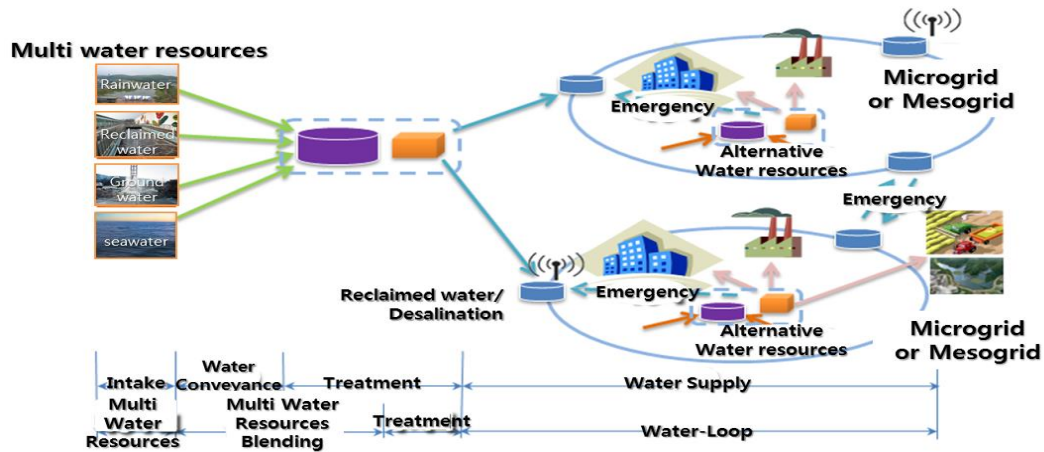 Multi water resources
Rainwater
Reclaimed
water
Ground
water
seawater
Emergency
Alternative
Water resources
Microgrid
or Mesogrid
Emergency
Reclaimed water/
Desalination
Emergency
Alternative
Water resources
Microgrid
or Mesogrid
Intake
Water
Conveyance
Treatment
Water Supply
Multi
Water
Resources
Multi Water
Resources
Blending
Treatment
Water-Loop